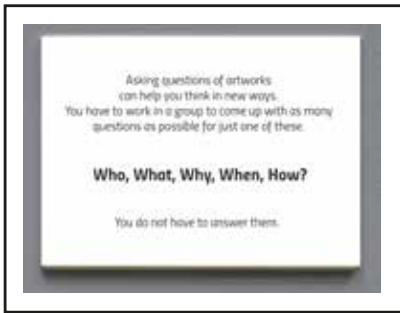 Asking questions of artworks
can help you think in new ways.
You have to work in a group to come up with as many
questions as possible for just one of these.
Who, What, Why, When, How?
You do not have to answer them.